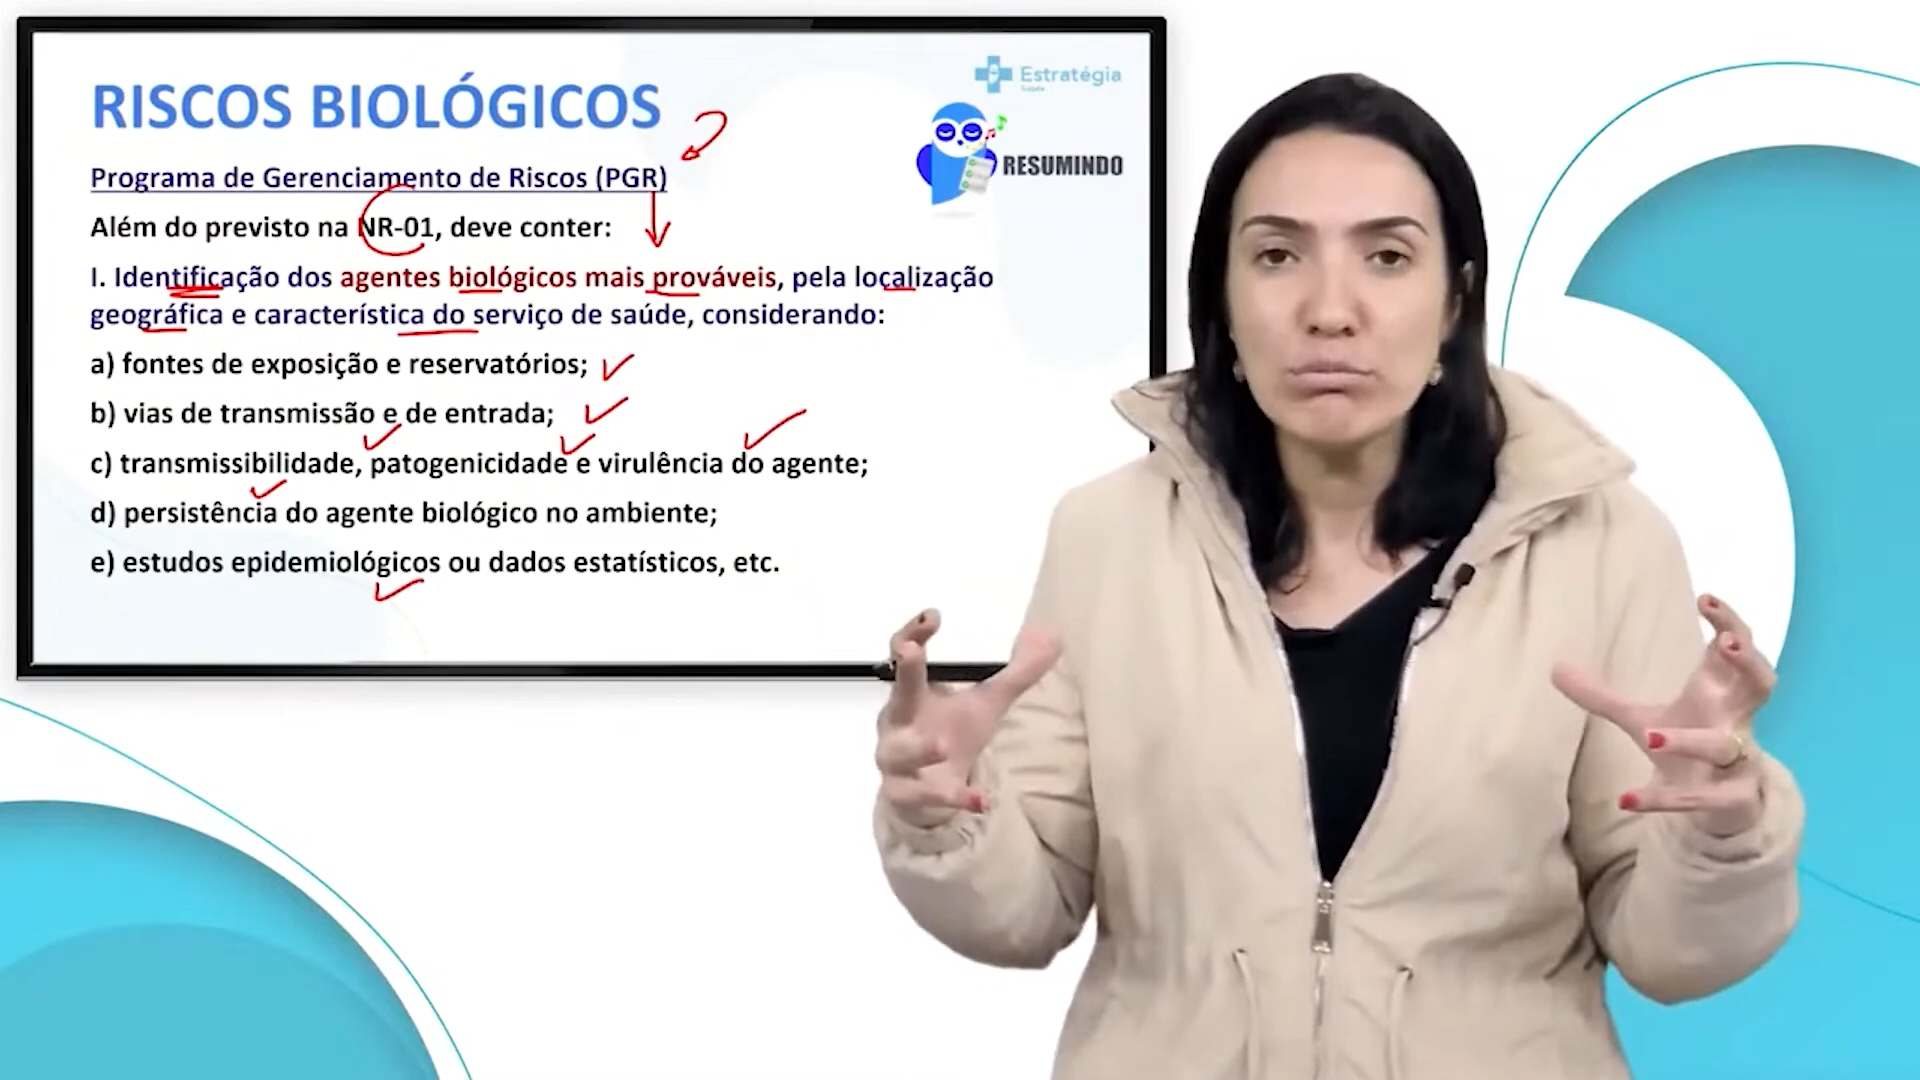 RISCOS BIOLÓGICOS
Estratégia
Saúde
RESUMINDO
Programa de Gerenciamento de Riscos (PGR)
Além do previsto na NR-01, deve conter:
I. Identificação dos agentes biológicos mais prováveis, pela localização
geográfica e característica do serviço de saúde, considerando:
a) fontes de exposição e reservatórios;
b) vias de transmissão e de entrada;
c) transmissibilidade, patogenicidade e virulência do agente;
d) persistência do agente biológico no ambiente;
e) estudos epidemiológicos ou dados estatísticos, etc.